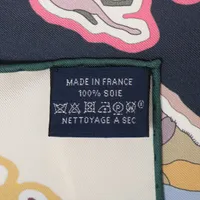 MADE IN FRANCE
100% SOIE
NETTOYAGE A SEC